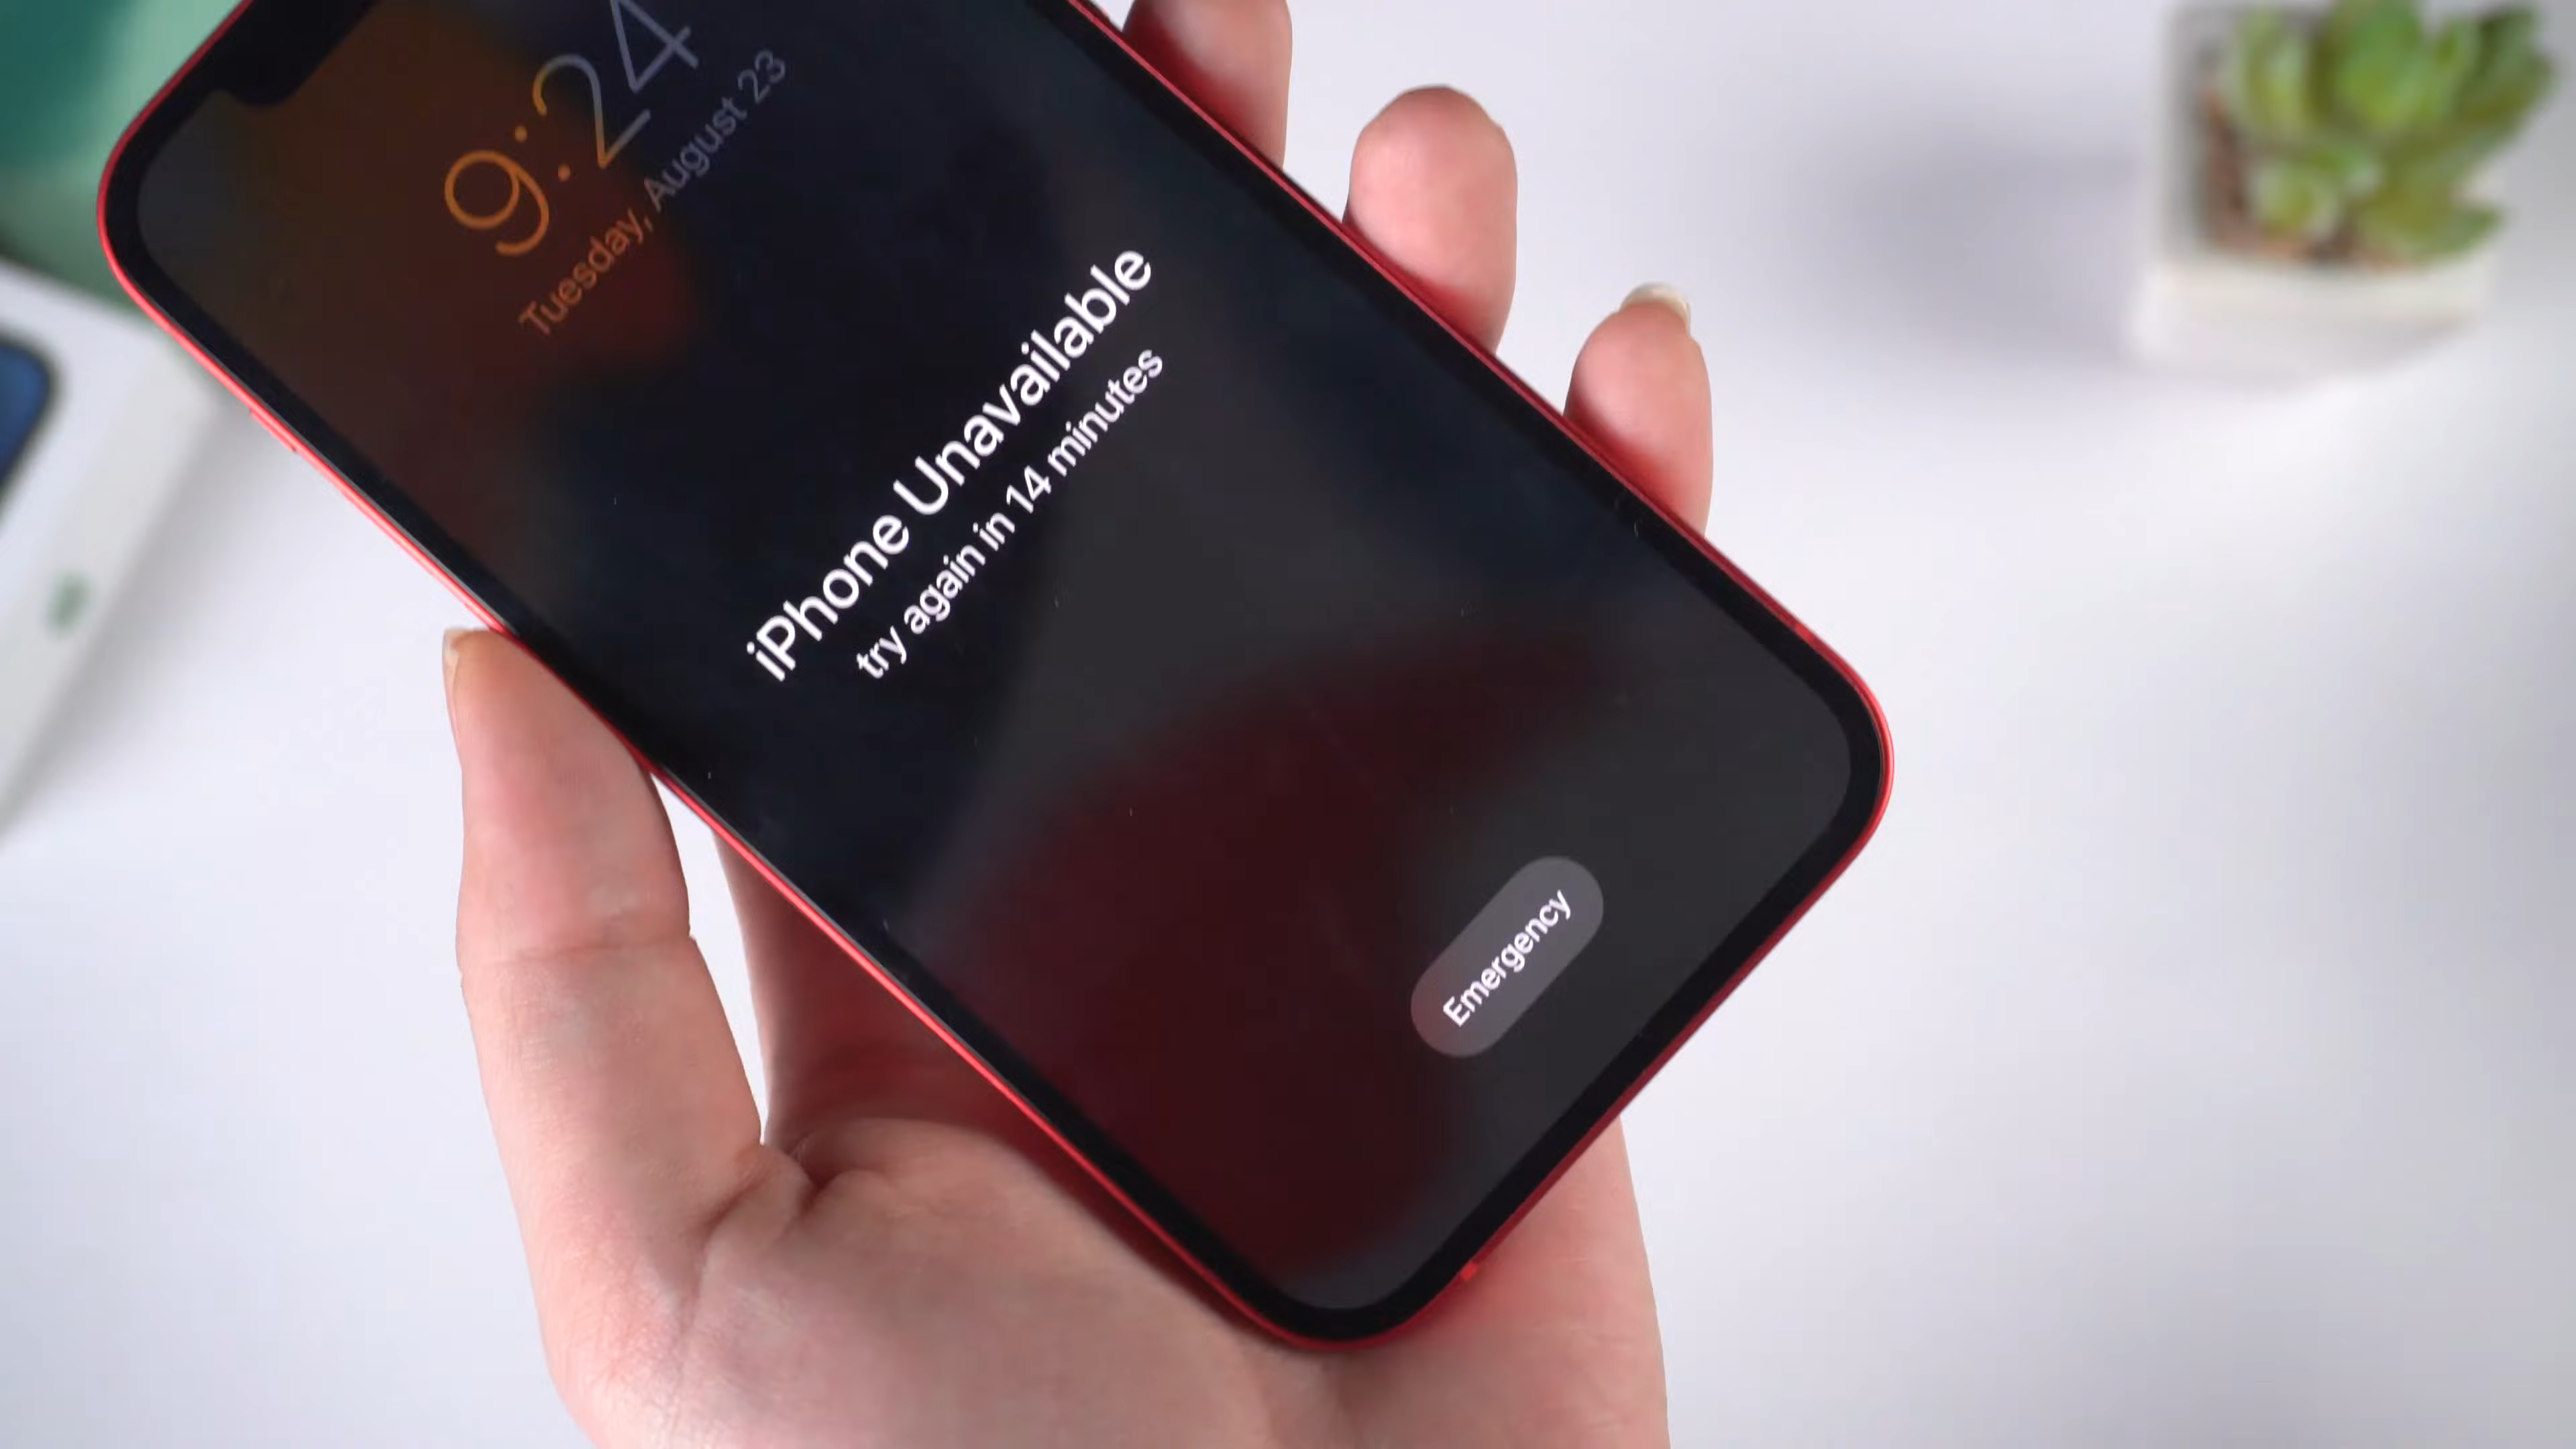 9:24
Tuesday, August 23
iPhone Unavailable
try again in 14 minutes
Emergency